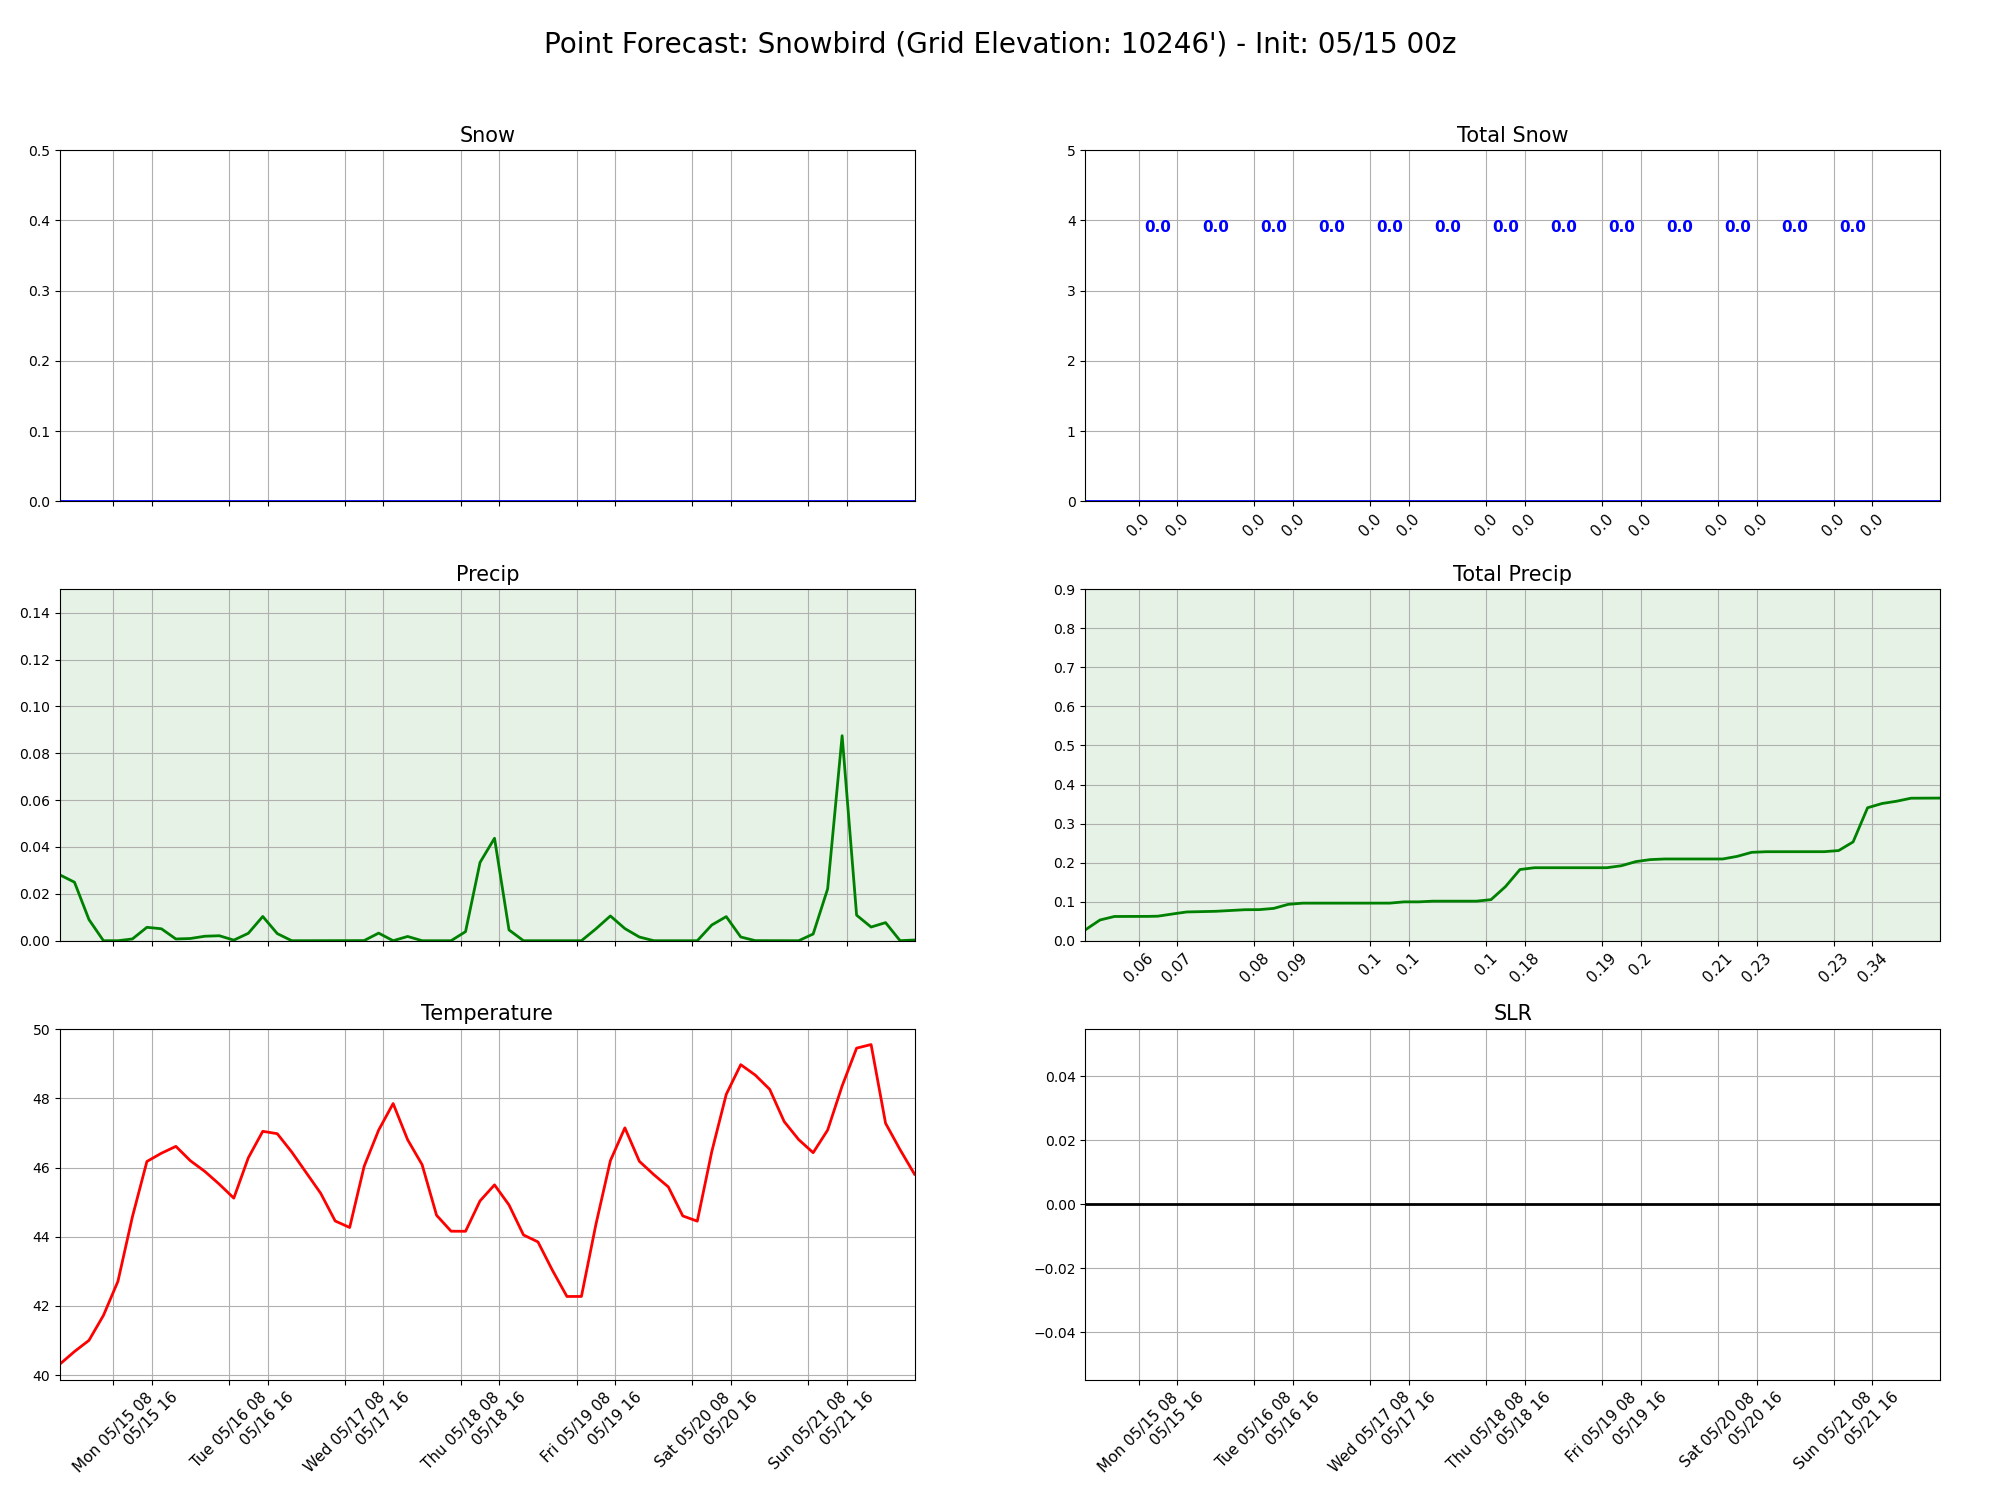 Point Forecast: Snowbird (Grid Elevation: 10246') - Init: 05/15 00z
Snow
0.5
0.4
0.3
0.2
0.1
0.0
Total Snow
5
4
3
2
1
0
0.0 0.0 0.0 0.0 0.0 0.0 0.0 0.0 0.0 0.0 0.0 0.0 0.0
0.0 0.0 0.0 0.0 0.0 0.0 0.0 0.0 0.0 0.0 0.0 0.0 0.0 0.0
Precip
0.14
0.12
0.10
0.08
0.06
0.04
0.02
0.00
Total Precip
0.9
0.8
0.7
0.6
0.5
0.4
0.3
0.2
0.1
0.0
0.06 0.07 0.08 0.09 0.1 0.1 0.1 0.18 0.19 0.2 0.21 0.23 0.23 0.34
Temperature
50
48
46
44
42
40
Mon 05/15 08
05/15 16
Tue 05/16 08
05/16 16
Wed 05/17 08
05/17 16
Thu 05/18 08
05/18 16
Fri 05/19 08
05/19 16
Sat 05/20 08
05/20 16
Sun 05/21 08
05/21 16
SLR
0.04
0.02
0.00
−0.02
−0.04
Mon 05/15 08
05/15 16
Tue 05/16 08
05/16 16
Wed 05/17 08
05/17 16
Thu 05/18 08
05/18 16
Fri 05/19 08
05/19 16
Sat 05/20 08
05/20 16
Sun 05/21 08
05/21 16